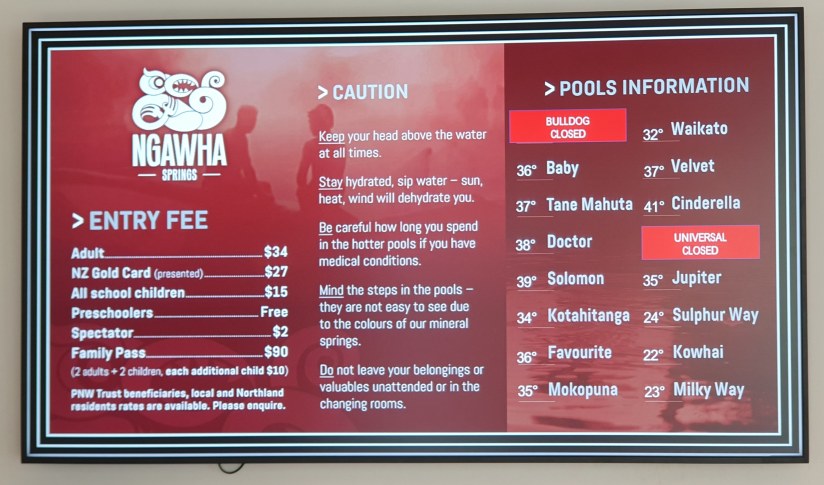 NGAWHA
SPRINGS
> ENTRY FEE
Adult $34
NZ Gold Card (presented) $27
All school children $15
Preschoolers Free
Spectator $2
Family Pass $90
(2 adults + 2 children, each additional child $10)
PNW Trust beneficiaries, local and Northland
residents rates are available. Please enquire.
> CAUTION
Keep your head above the water
at all times.
Stay hydrated, sip water – sun,
heat, wind will dehydrate you.
Be careful how long you spend
in the hotter pools if you have
medical conditions.
Mind the steps in the pools –
they are not easy to see due
to the colours of our mineral
springs.
Do not leave your belongings or
valuables unattended or in the
changing rooms.
> POOLS INFORMATION
BULLDOG
CLOSED
36° Baby
37° Tane Mahuta
38° Doctor
39° Solomon
34° Kotahitanga
36° Favourite
35° Mokopuna
32° Waikato
37° Velvet
41° Cinderella
UNIVERSAL
CLOSED
35° Jupiter
24° Sulphur Way
22° Kowhai
23° Milky Way